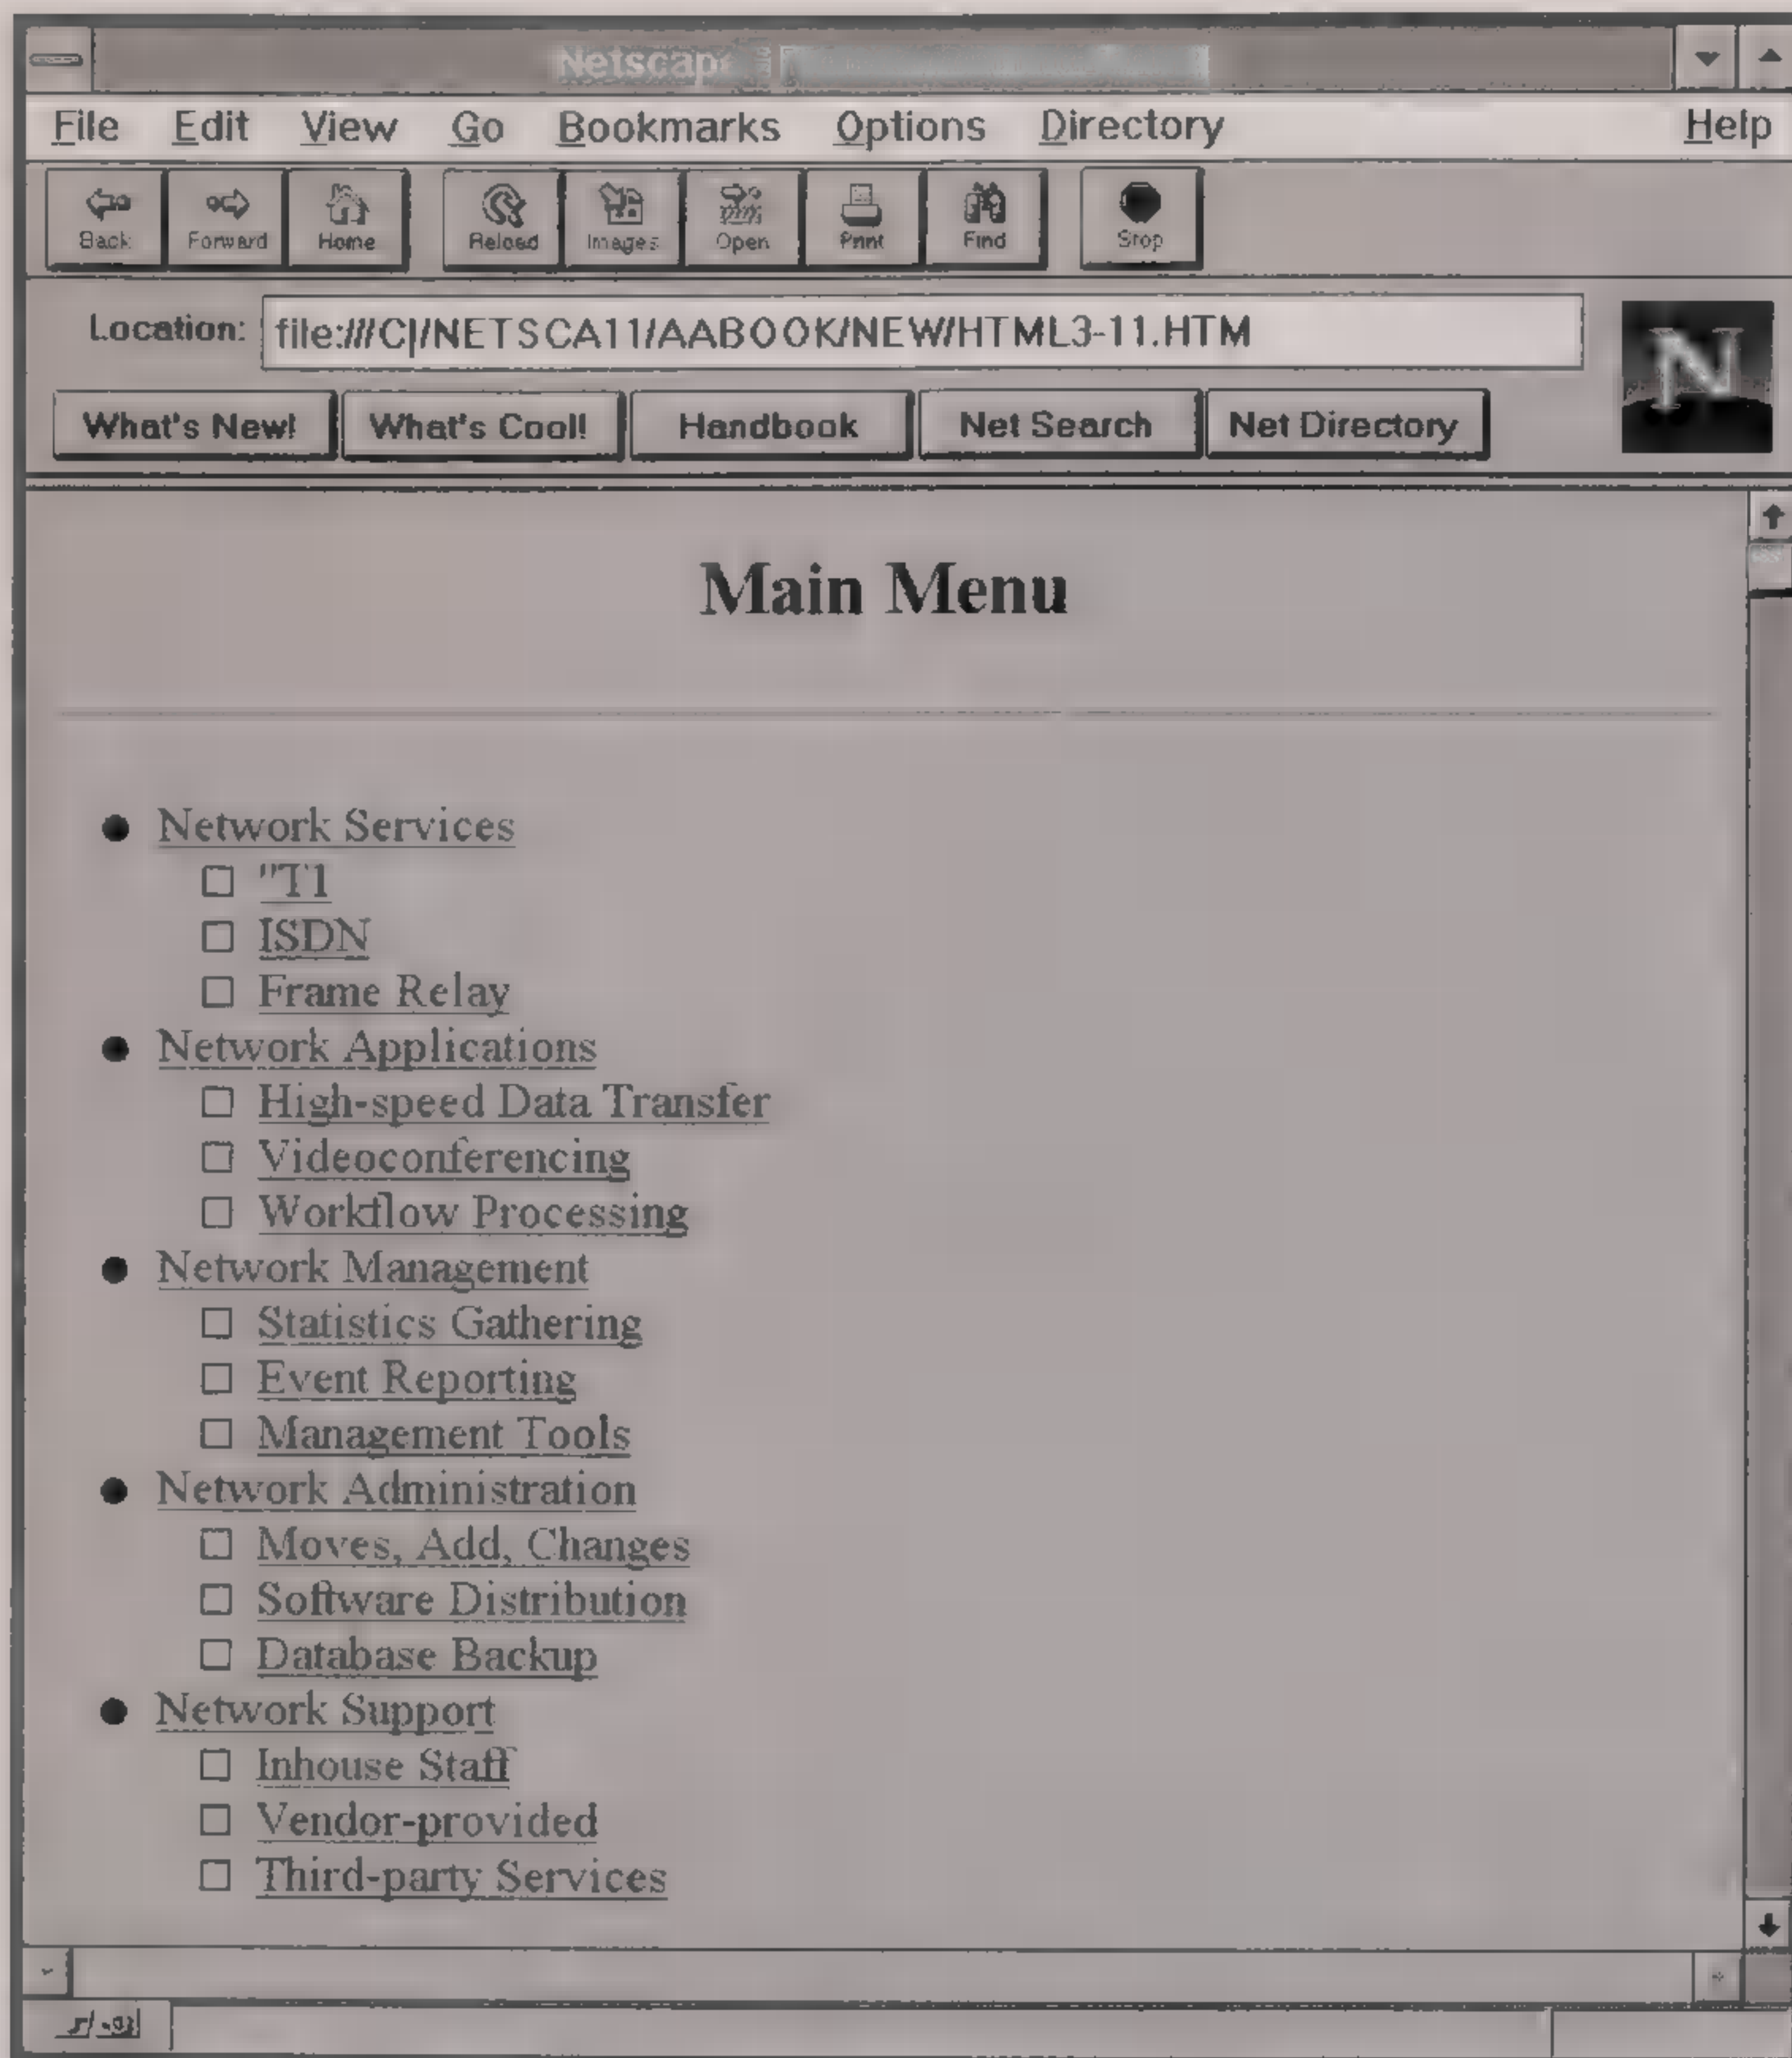 Netscape
File Edit View Go Bookmarks Options Directory Help
Back Forward Home Reload Images Open Print Find Stop
Location: file:///C|/NETSCA11/AABOOK/NEW/HTML3-11.HTM
N
What's New! What's Cool! Handbook Net Search Net Directory
Main Menu
Network Services
"T1
ISDN
Frame Relay
Network Applications
High-speed Data Transfer
Videoconferencing
Workflow Processing
Network Management
Statistics Gathering
Event Reporting
Management Tools
Network Administration
Moves, Add, Changes
Software Distribution
Database Backup
Network Support
Inhouse Staff
Vendor-provided
Third-party Services